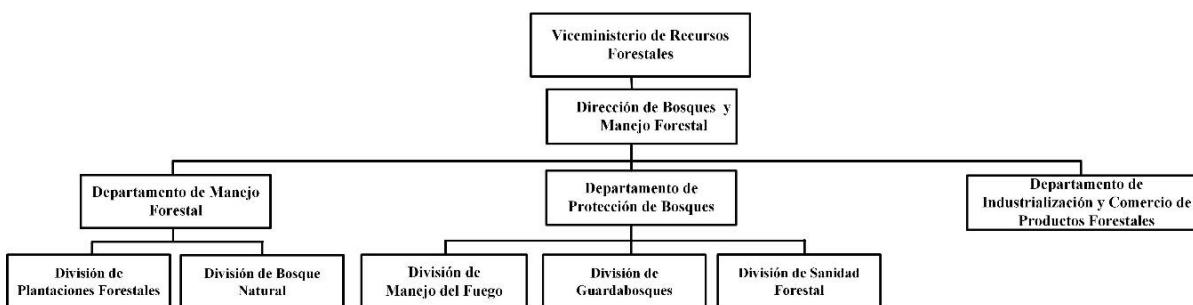 Viceministerio de Recursos
Forestales
Dirección de Bosques y
Manejo Forestal
Departamento de Manejo
Forestal
Departamento de
Protección de Bosques
Departamento de
Industrialización y Comercio de
Productos Forestales
División de
Plantaciones Forestales
División de Bosque
Natural
División de
Manejo del Fuego
División de
Guardabosques
División de Sanidad
Forestal